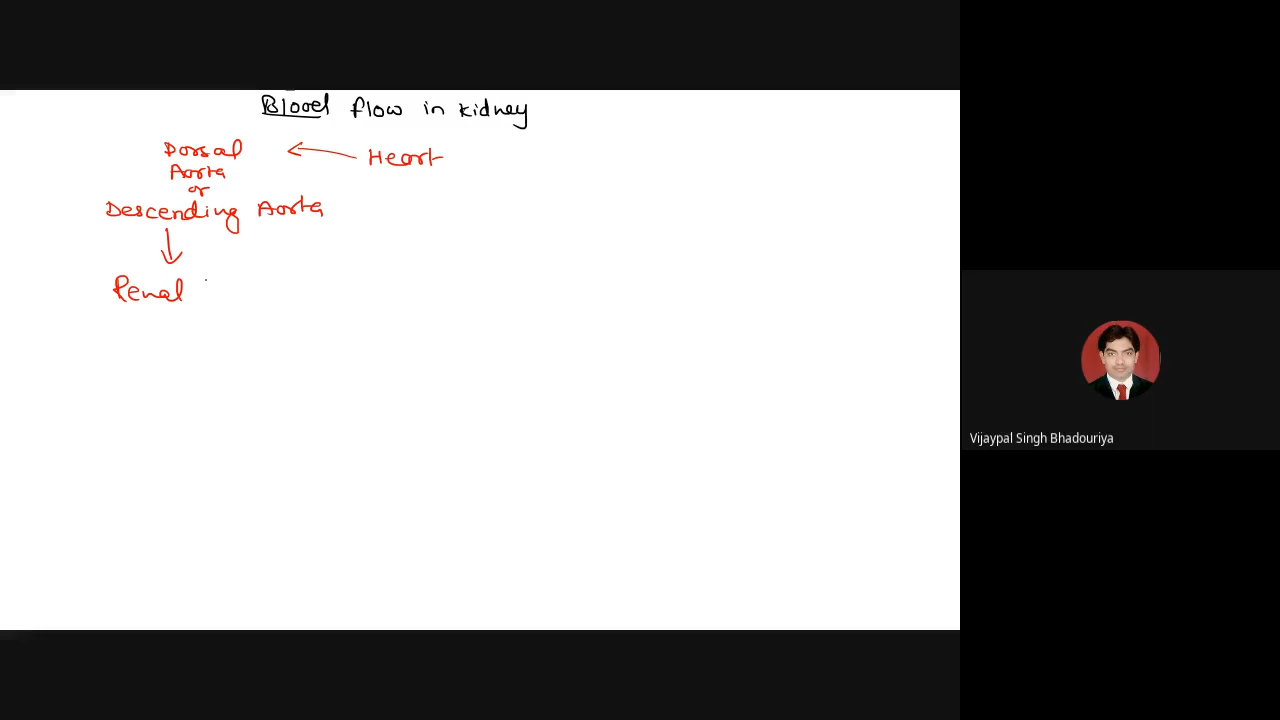 Blood flow in kidney
Dorsal
Aorta
or
Descending Aorta
Heart
Renal
Vijaypal Singh Bhadouriya